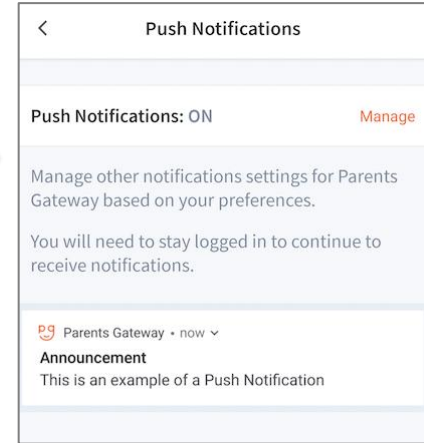 Push Notifications
Push Notifications: ON Manage
Manage other notifications settings for Parents
Gateway based on your preferences.
You will need to stay logged in to continue to
receive notifications.
pg Parents Gateway • now
Announcement
This is an example of a Push Notification